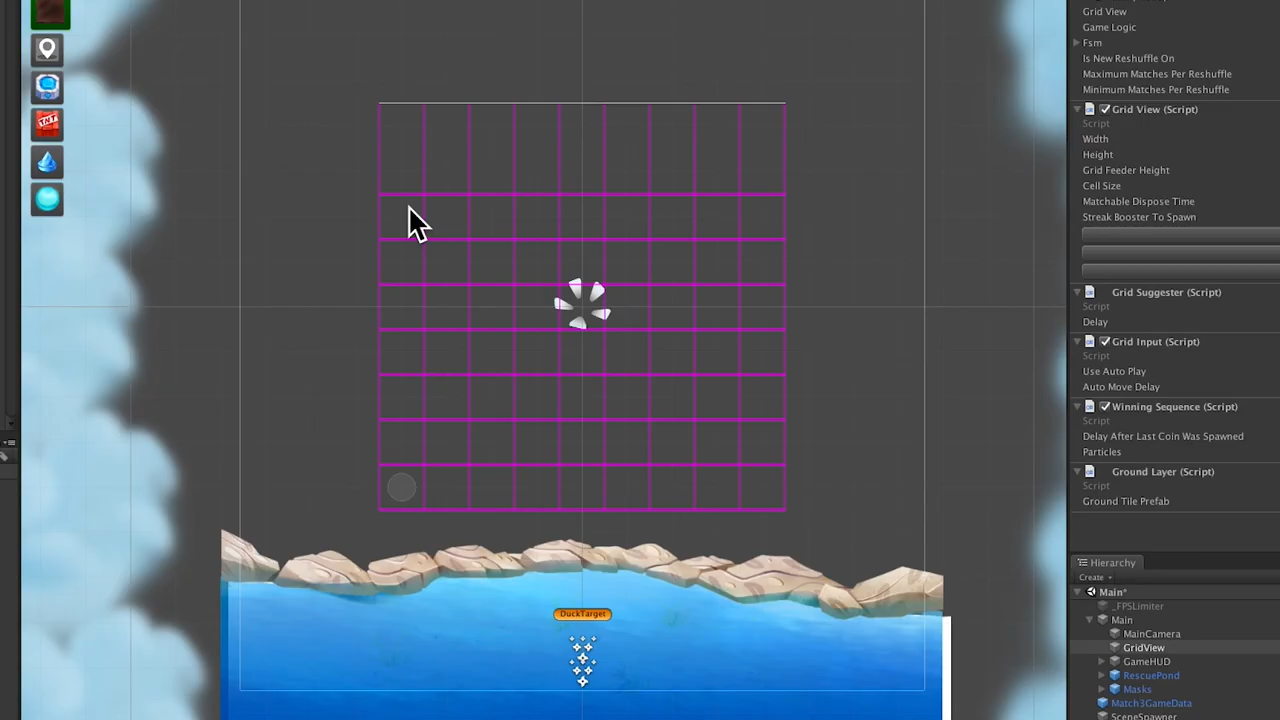 TNT
DuckTarget
Grid View
Game Logic
Fsm
Is New Reshuffle On
Maximum Matches Per Reshuffle
Minimum Matches Per Reshuffle
Grid View (Script)
Script
Width
Height
Grid Feeder Height
Cell Size
Matchable Dispose Time
Streak Booster To Spawn
Grid Suggester (Script)
Script
Delay
Grid Input (Script)
Script
Use Auto Play
Auto Move Delay
Winning Sequence (Script)
Delay After Last Coin Was Spawned
Particles
Ground Layer (Script)
Script
Ground Tile Prefab
Hierarchy
Create
Main*
_FPSLimiter
Main
MainCamera
GridView
GameHUD
RescuePond
Masks
Match3GameData
SceneSpawner